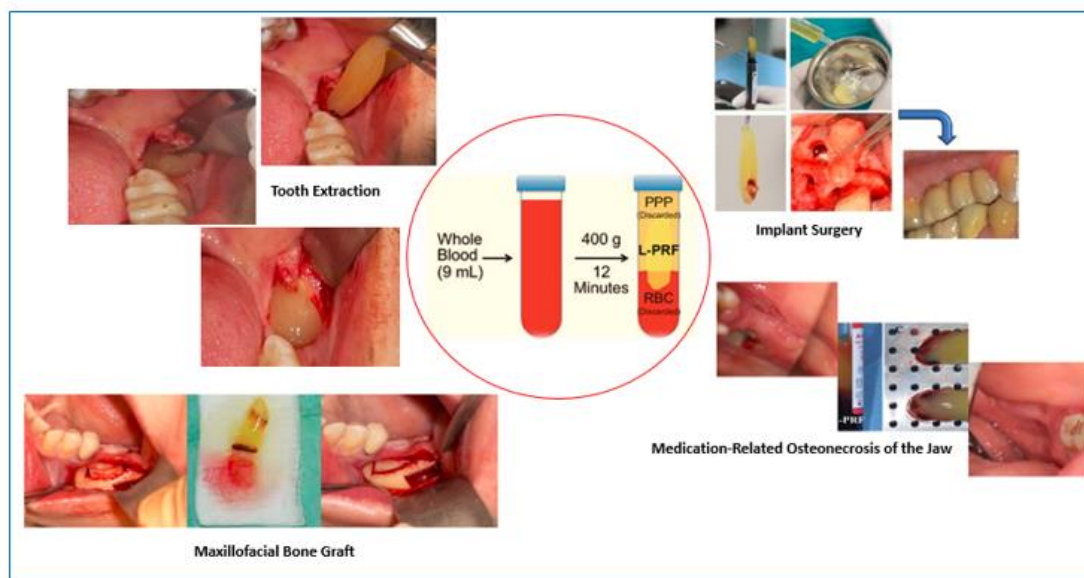 Tooth Extraction
Whole
Blood
(9 mL)
400 g
12
Minutes
PPP
(Discarded)
L-PRF
RBC
(Discarded)
Implant Surgery
-PRF
Medication-Related Osteonecrosis of the Jaw
Maxillofacial Bone Graft